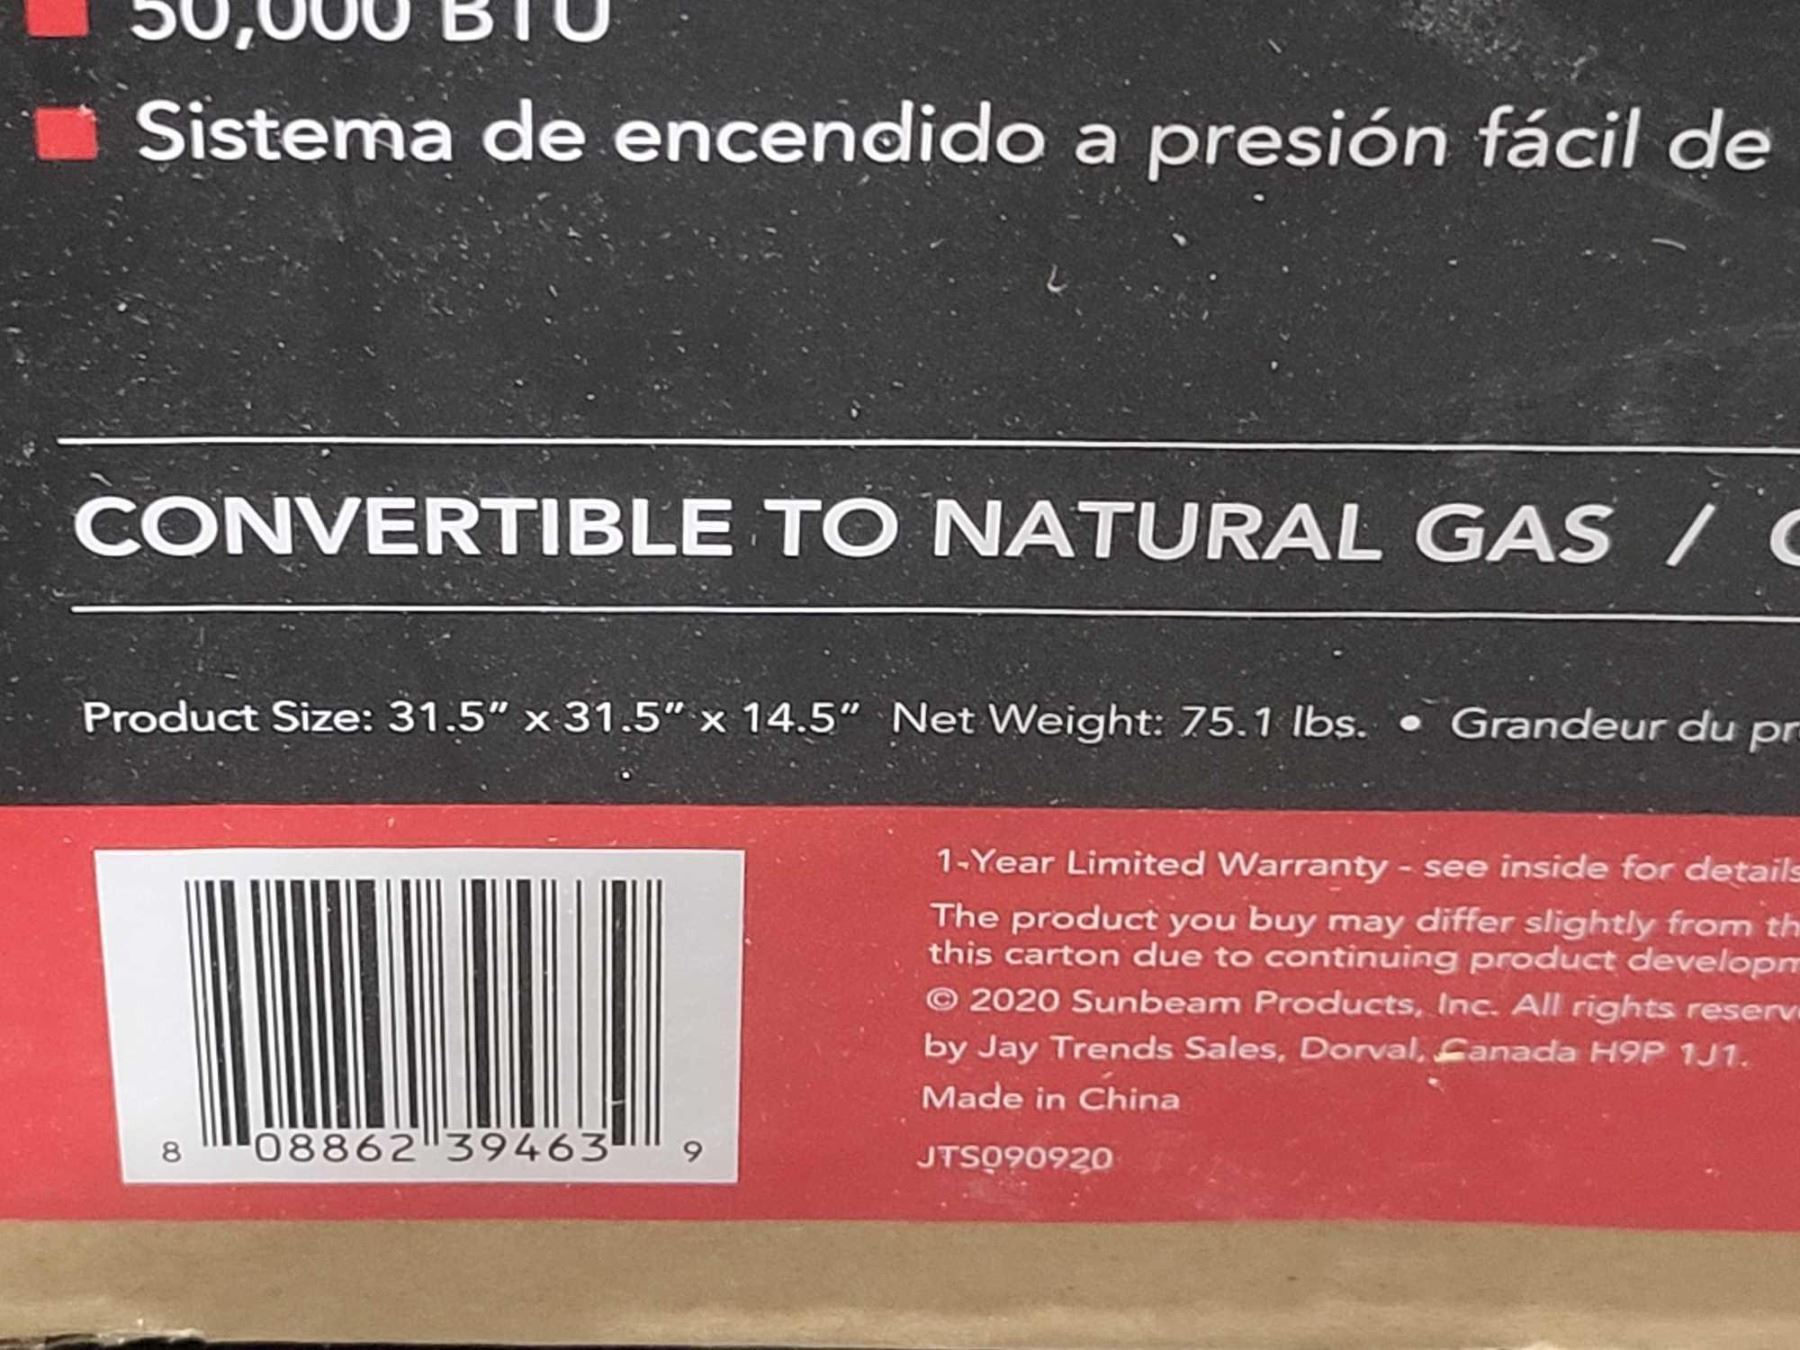 50,000 BTU
Sistema de encendido a presión fácil de
CONVERTIBLE TO NATURAL GAS /
Product Size: 31.5” x 31.5” x 14.5” Net Weight: 75.1 lbs. • Grandeur du
1-Year Limited Warranty - see inside for details
The product you buy may differ slightly from
this carton due to continuing product
© 2020 Sunbeam Products, Inc. All rights
by Jay Trends Sales, Dorval, Canada H9P 1J1.
Made in China
JTS090920
8 08862 39463 9